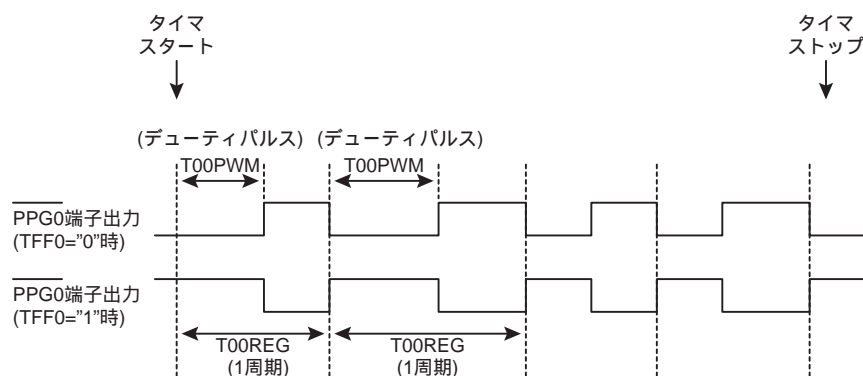 タイマ
スタート
タイマ
ストップ
(デューティパルス) (デューティパルス)
T00PWM
T00PWM
PPG0端子出力
(TFF0="0"時)
PPG0端子出力
(TFF0="1"時)
T00REG
(1周期)
T00REG
(1周期)